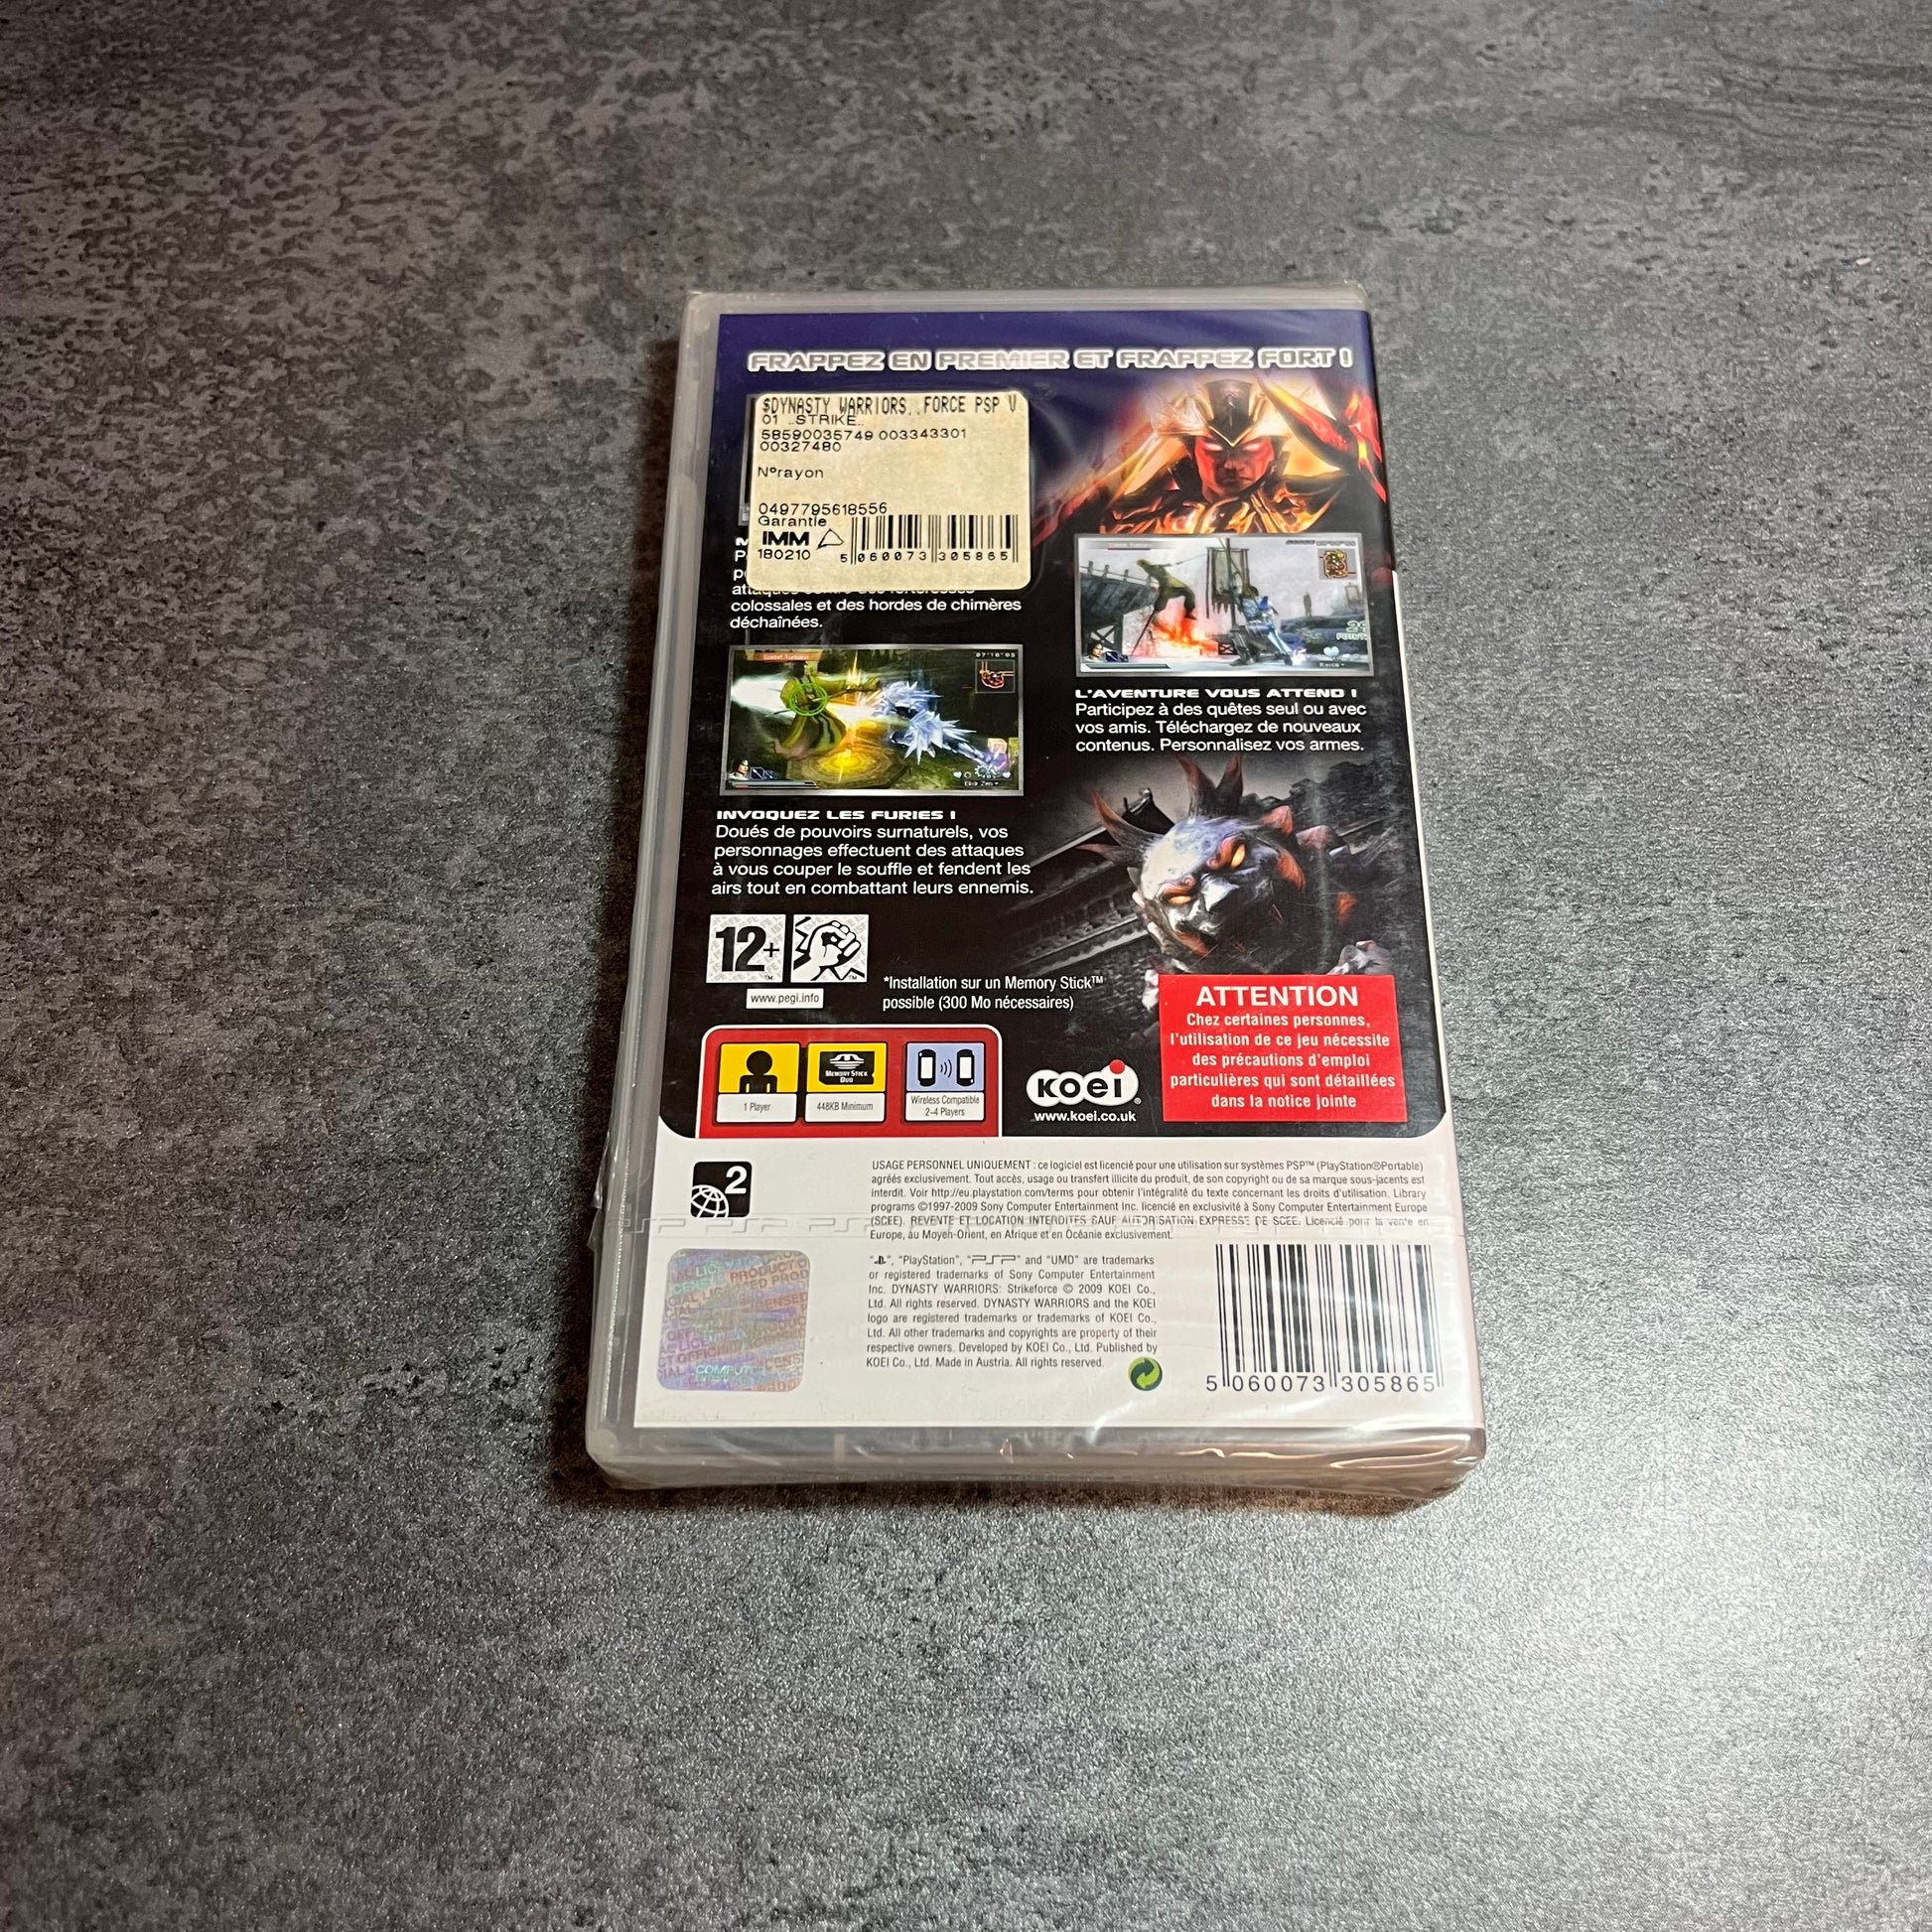 FRAPPEZ EN PREMIER ET FRAPPEZ FORT !
$DYNASTY WARRIORS..FORCE PSP V
01 ..STRIKE..
58590035749 003343301
00327480
N°rayon
0497795618556
Garantie
IMM
180210
5 060073 305865
colossales et des hordes de chimères
déchaînées.
L'AVENTURE VOUS ATTEND !
Participez à des quêtes seul ou avec
vos amis. Téléchargez de nouveaux
contenus. Personnalisez vos armes.
INVOQUEZ LES FURIES !
Doués de pouvoirs surnaturels, vos
personnages effectuent des attaques
à vous couper le souffle et fendent les
airs tout en combattant leurs ennemis.
12+
www.pegi.info
*Installation sur un Memory Stick™
possible (300 Mo nécessaires)
ATTENTION
Chez certaines personnes,
l'utilisation de ce jeu nécessite
des précautions d'emploi
particulières qui sont détaillées
dans la notice jointe
1 Player
MEMORY STICK
DUO
448KB Minimum
Wireless Compatible
2-4 Players
KOEI
www.koei.co.uk
2
USAGE PERSONNEL UNIQUEMENT : ce logiciel est licencié pour une utilisation sur systèmes PSP™ (PlayStation®Portable)
agréés exclusivement. Tout accès, usage ou transfert illicite du produit, de son copyright ou de sa marque sous-jacents est
interdit. Voir http://eu.playstation.com/terms pour obtenir l'intégralité du texte concernant les droits d'utilisation. Library
programs ©1997-2009 Sony Computer Entertainment Inc. licencié en exclusivité à Sony Computer Entertainment Europe
(SCEE). REVENTE ET LOCATION INTERDITES SAUF AUTORISATION EXPRESSE DE SCEE. Licencié pour la vente en
Europe, au Moyen-Orient, en Afrique et en Océanie exclusivement.
"PlayStation", "PSP" and "UMD" are trademarks
or registered trademarks of Sony Computer Entertainment
Inc. DYNASTY WARRIORS: Strikeforce © 2009 KOEI Co.,
Ltd. All rights reserved. DYNASTY WARRIORS and the KOEI
logo are registered trademarks or trademarks of KOEI Co.,
Ltd. All other trademarks and copyrights are property of their
respective owners. Developed by KOEI Co., Ltd. Published by
KOEI Co., Ltd. Made in Austria. All rights reserved.
5 060073 305865